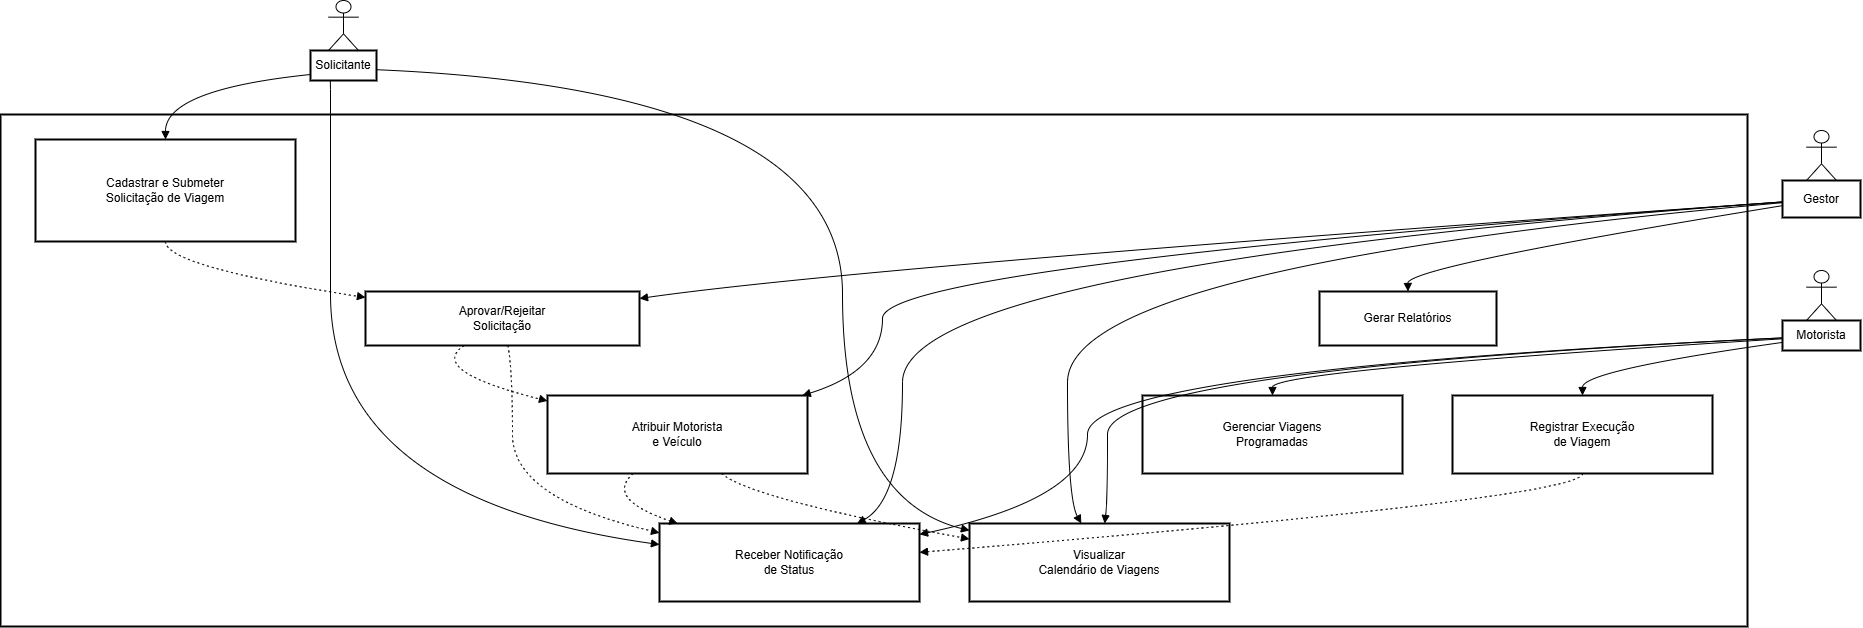 Solicitante
Cadastrar e Submeter
Solicitação de Viagem
Gestor
Aprovar/Rejeitar
Solicitação
Gerar Relatórios
Motorista
Atribuir Motorista
e Veículo
Gerenciar Viagens
Programadas
Registrar Execução
de Viagem
Receber Notificação
de Status
Visualizar
Calendário de Viagens